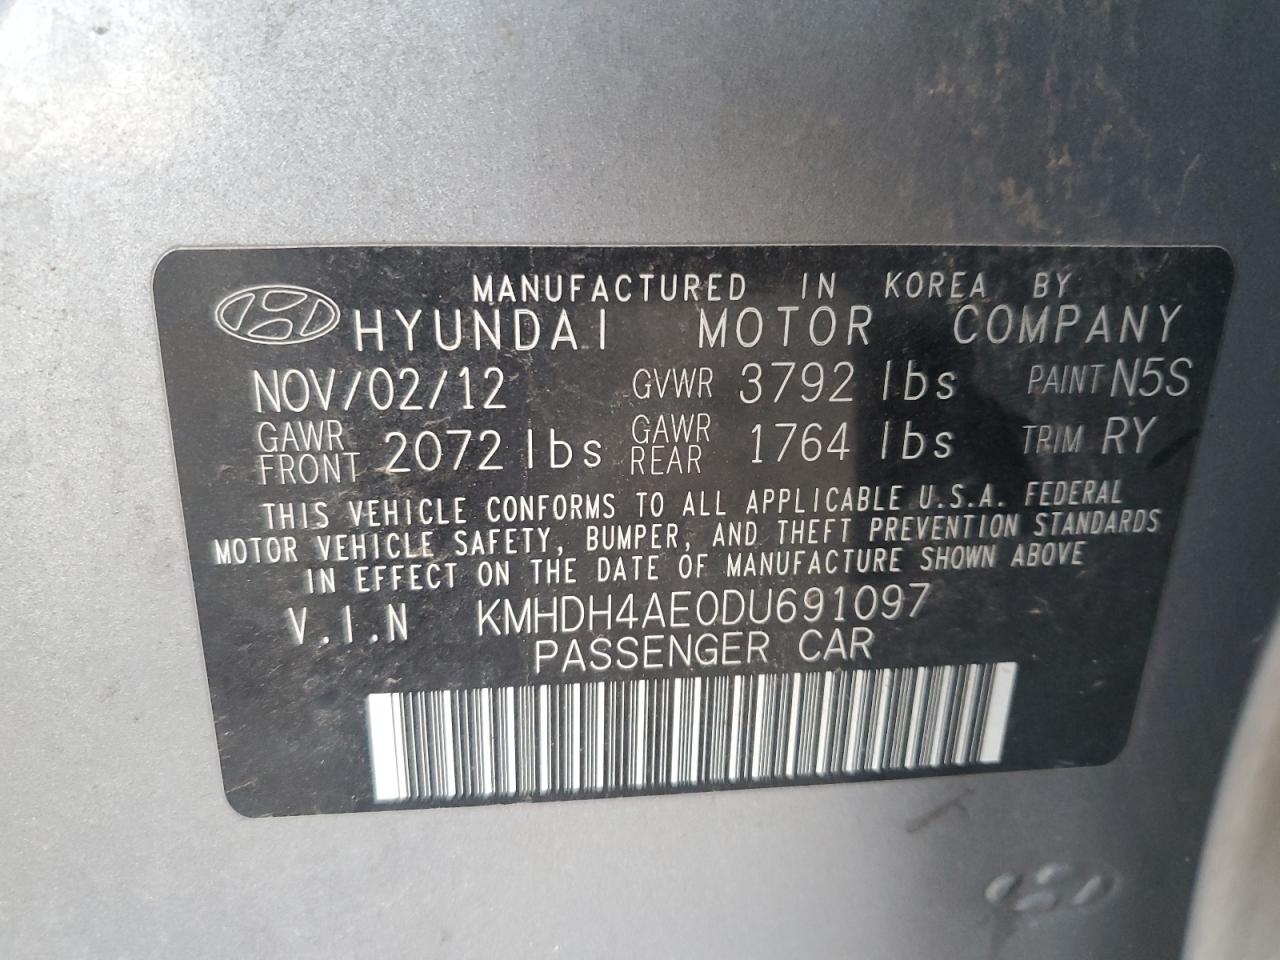 MANUFACTURED IN KOREA BY
HYUNDAI MOTOR COMPANY
NOV/02/12 GVWR 3792 lbs PAINT N5S
GAWR FRONT 2072 lbs GAWR REAR 1764 lbs TRIM RY
THIS VEHICLE CONFORMS TO ALL APPLICABLE U.S.A. FEDERAL
MOTOR VEHICLE SAFETY, BUMPER, AND THEFT PREVENTION STANDARDS
IN EFFECT ON THE DATE OF MANUFACTURE SHOWN ABOVE
V.I.N KMHDH4AE0DU691097
PASSENGER CAR